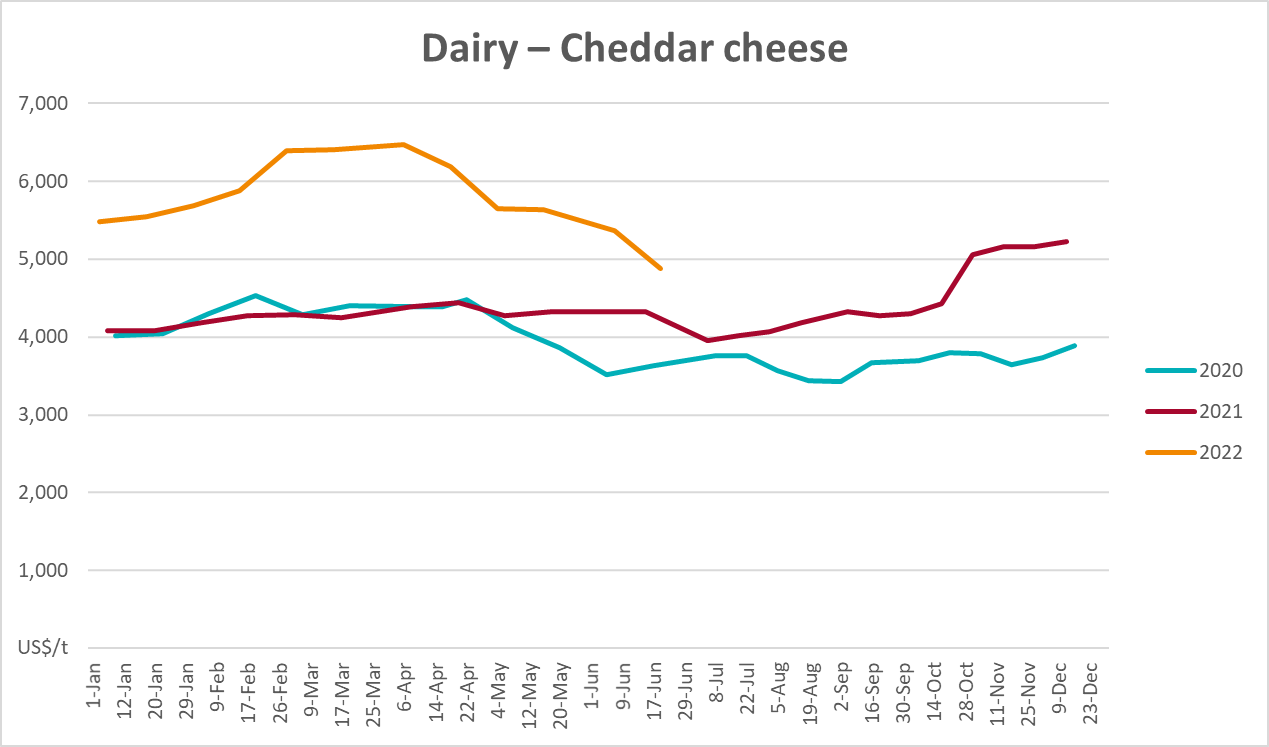 Dairy – Cheddar cheese
7,000
6,000
5,000
4,000
3,000
2,000
1,000
US$/t
1-Jan
12-Jan
20-Jan
29-Jan
9-Feb
17-Feb
26-Feb
9-Mar
17-Mar
25-Mar
6-Apr
14-Apr
22-Apr
4-May
12-May
20-May
1-Jun
9-Jun
17-Jun
29-Jun
8-Jul
22-Jul
5-Aug
19-Aug
2-Sep
16-Sep
30-Sep
14-Oct
28-Oct
11-Nov
25-Nov
9-Dec
23-Dec
2020
2021
2022